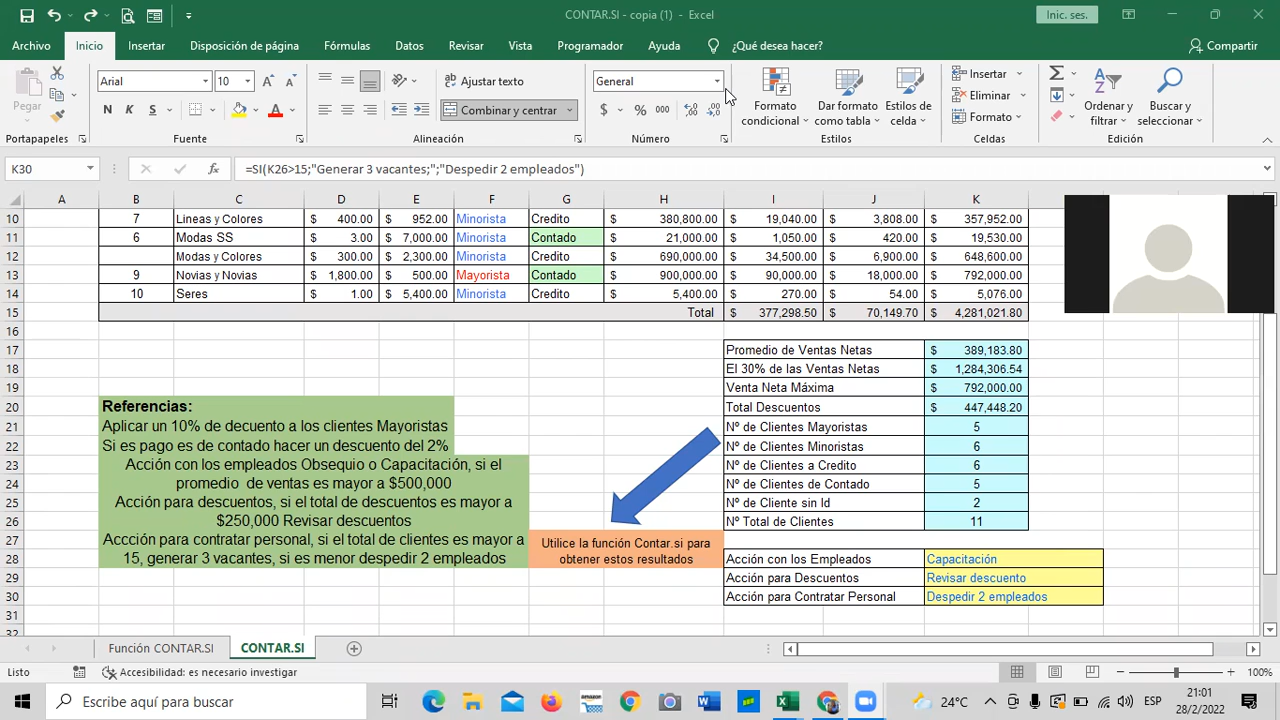 CONTAR.SI - copia (1) - Excel
Inic. ses.
Archivo Inicio Insertar Disposición de página Fórmulas Datos Revisar Vista Programador Ayuda ¿Qué desea hacer? Compartir
Pegar
Arial 10
Ajustar texto
N K S
Combinar y centrar
General
$ % 000
Formato condicional
Dar formato como tabla
Estilos de celda
Insertar
Eliminar
Formato
Ordenar y filtrar
Buscar y seleccionar
Portapapeles Fuente Alineación Número Estilos Celdas Edición
K30 fx =SI(K26>15;"Generar 3 vacantes;";"Despedir 2 empleados")
A B C D E F G H I J K
10 7 Lineas y Colores $ 400.00 $ 952.00 Minorista Credito $ 380,800.00 $ 19,040.00 $ 3,808.00 $ 357,952.00
11 6 Modas SS $ 3.00 $ 7,000.00 Minorista Contado $ 21,000.00 $ 1,050.00 $ 420.00 $ 19,530.00
12 Modas y Colores $ 300.00 $ 2,300.00 Minorista Credito $ 690,000.00 $ 34,500.00 $ 6,900.00 $ 648,600.00
13 9 Novias y Novias $ 1,800.00 $ 500.00 Mayorista Contado $ 900,000.00 $ 90,000.00 $ 18,000.00 $ 792,000.00
14 10 Seres $ 1.00 $ 5,400.00 Minorista Credito $ 5,400.00 $ 270.00 $ 54.00 $ 5,076.00
15 Total $ 377,298.50 $ 70,149.70 $ 4,281,021.80
16
17 Promedio de Ventas Netas $ 389,183.80
18 El 30% de las Ventas Netas $ 1,284,306.54
19 Venta Neta Máxima $ 792,000.00
20 Total Descuentos $ 447,448.20
21 Nº de Clientes Mayoristas 5
22 Nº de Clientes Minoristas 6
23 Nº de Clientes a Credito 6
24 Nº de Clientes de Contado 5
25 Nº de Cliente sin Id 2
26 Nº Total de Clientes 11
27
28 Acción con los Empleados Capacitación
29 Acción para Descuentos Revisar descuento
30 Acción para Contratar Personal Despedir 2 empleados
31
32
Referencias:
Aplicar un 10% de decuento a los clientes Mayoristas
Si es pago es de contado hacer un descuento del 2%
Acción con los empleados Obsequio o Capacitación, si el
promedio de ventas es mayor a $500,000
Acción para descuentos, si el total de descuentos es mayor a
$250,000 Revisar descuentos
Accción para contratar personal, si el total de clientes es mayor a
15, generar 3 vacantes, si es menor despedir 2 empleados
Utilice la función Contar.si para
obtener estos resultados
Función CONTAR.SI CONTAR.SI
Listo Accesibilidad: es necesario investigar 100%
Escribe aquí para buscar
amazon
24°C ESP 21:01
28/2/2022